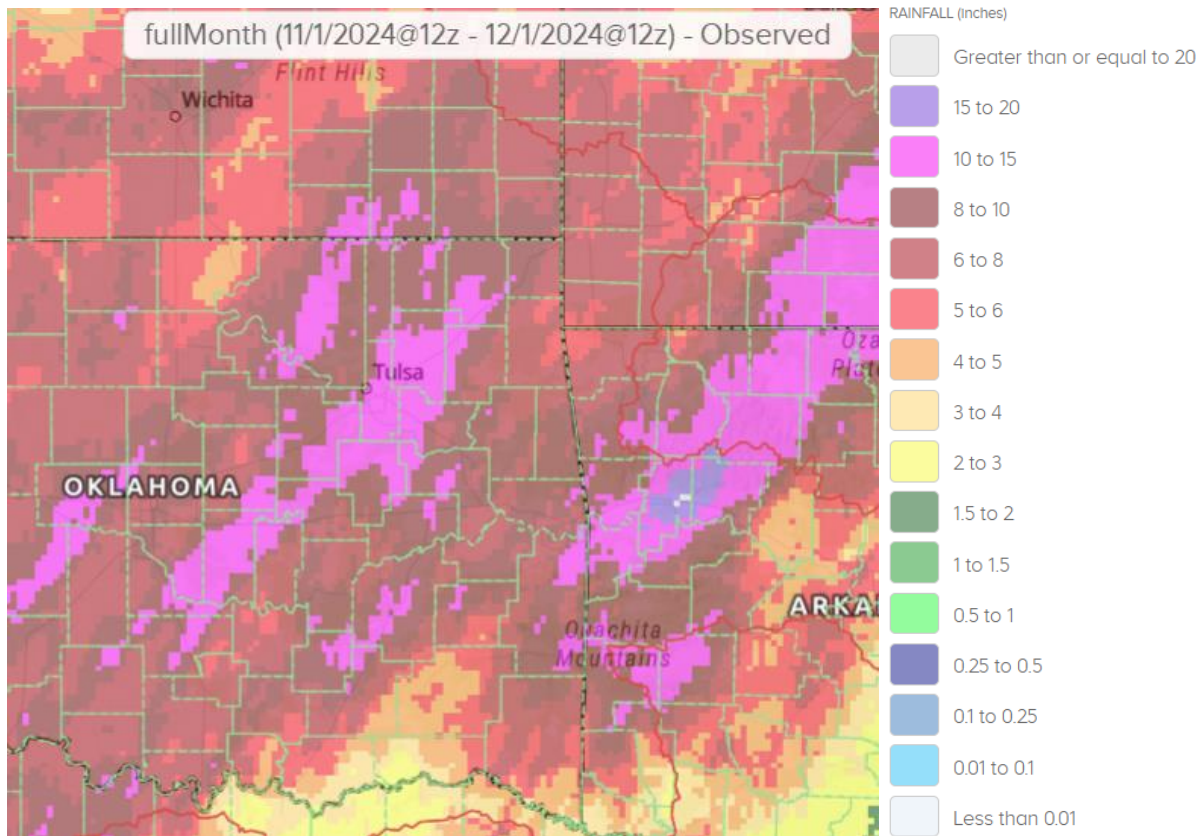 fullMonth (11/1/2024@12z - 12/1/2024@12z) - Observed
Flint Hills
Wichita
Tulsa
OKLAHOMA
Ouachita
Mountains
RAINFALL (Inches)
Greater than or equal to 20
15 to 20
10 to 15
8 to 10
6 to 8
5 to 6
4 to 5
3 to 4
2 to 3
1.5 to 2
1 to 1.5
0.5 to 1
0.25 to 0.5
0.1 to 0.25
0.01 to 0.1
Less than 0.01